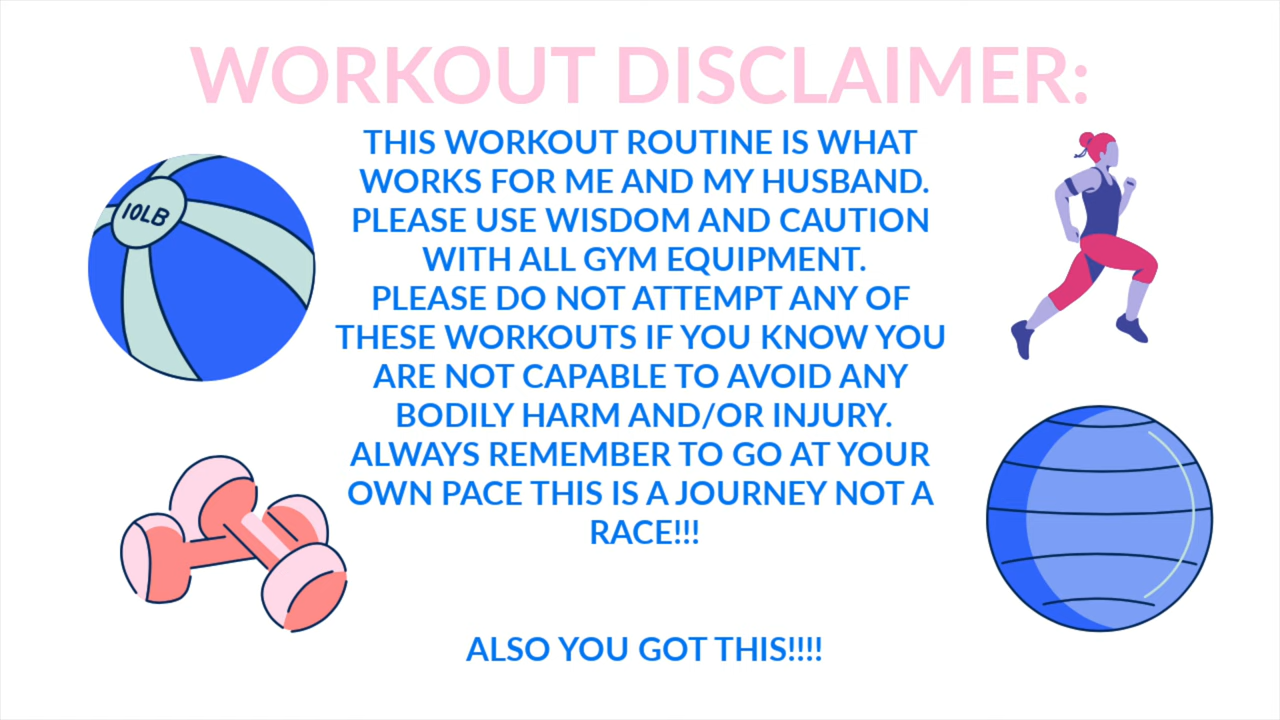 WORKOUT DISCLAIMER:
THIS WORKOUT ROUTINE IS WHAT
WORKS FOR ME AND MY HUSBAND.
PLEASE USE WISDOM AND CAUTION
WITH ALL GYM EQUIPMENT.
PLEASE DO NOT ATTEMPT ANY OF
THESE WORKOUTS IF YOU KNOW YOU
ARE NOT CAPABLE TO AVOID ANY
BODILY HARM AND/OR INJURY.
ALWAYS REMEMBER TO GO AT YOUR
OWN PACE THIS IS A JOURNEY NOT A
RACE!!!
ALSO YOU GOT THIS!!!!
10LB